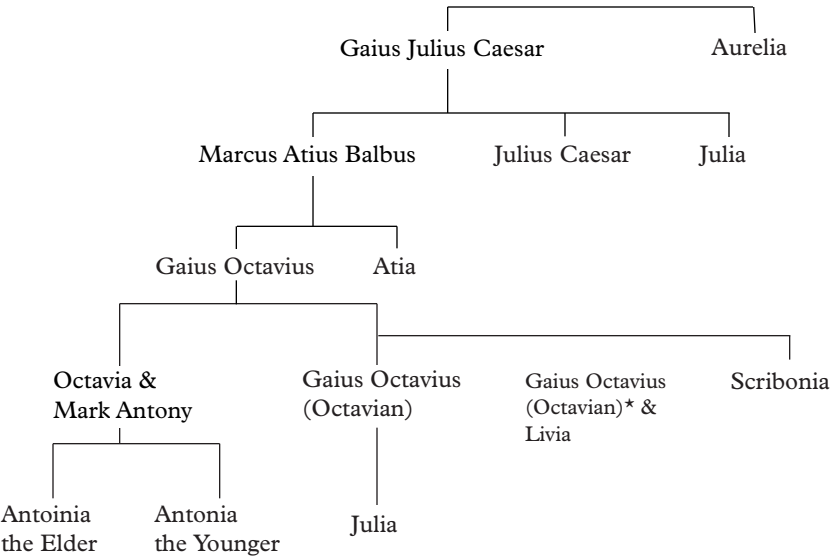 Gaius Julius Caesar
Aurelia
Marcus Atius Balbus
Julius Caesar
Julia
Gaius Octavius
Atia
Octavia &
Mark Antony
Gaius Octavius
(Octavian)
Gaius Octavius
(Octavian)* &
Livia
Scribonia
Antoinia
the Elder
Antonia
the Younger
Julia